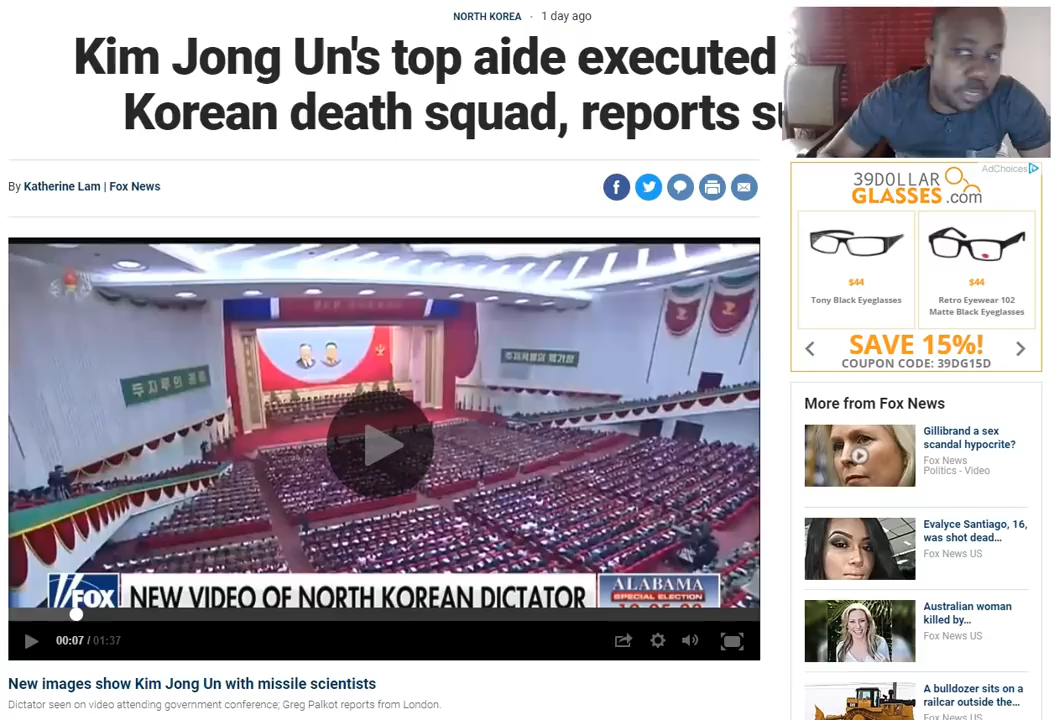 NORTH KOREA · 1 day ago
Kim Jong Un's top aide executed
Korean death squad, reports
By Katherine Lam | Fox News
AdChoices
39DOLLAR
GLASSES.com
$44
$44
Tony Black Eyeglasses
Retro Eyewear 102
Matte Black Eyeglasses
SAVE 15%!
COUPON CODE: 39DG15D
FOX
NEW VIDEO OF NORTH KOREAN DICTATOR
ALABAMA
SPECIAL ELECTION
00:07 / 01:37
New images show Kim Jong Un with missile scientists
Dictator seen on video attending government conference; Greg Palkot reports from London.
More from Fox News
Gillibrand a sex
scandal hypocrite?
Fox News
Politics - Video
Evalyce Santiago, 16,
was shot dead...
Fox News US
Australian woman
killed by...
Fox News US
A bulldozer sits on a
railcar outside the...
Fox News US